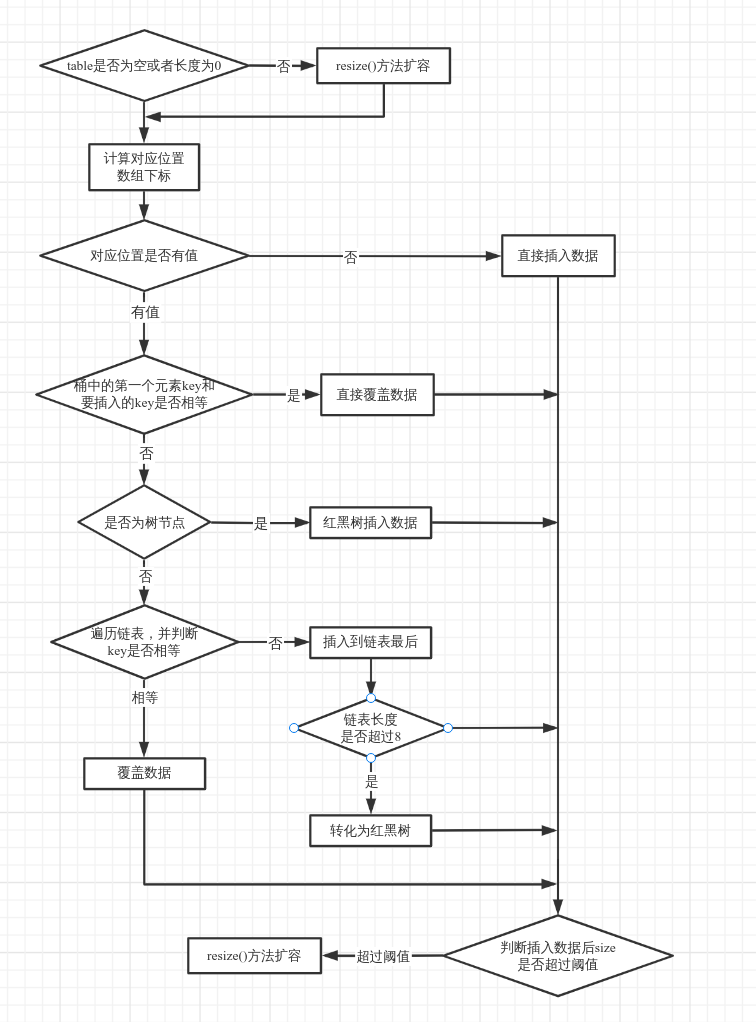 table是否为空或者长度为0
否
resize()方法扩容
计算对应位置
数组下标
对应位置是否有值
否
直接插入数据
有值
桶中的第一个元素key和
要插入的key是否相等
是
直接覆盖数据
否
是否为树节点
是
红黑树插入数据
否
遍历链表，并判断
key是否相等
否
插入到链表最后
相等
链表长度
是否超过8
覆盖数据
是
转化为红黑树
判断插入数据后size
是否超过阈值
超过阈值
resize()方法扩容